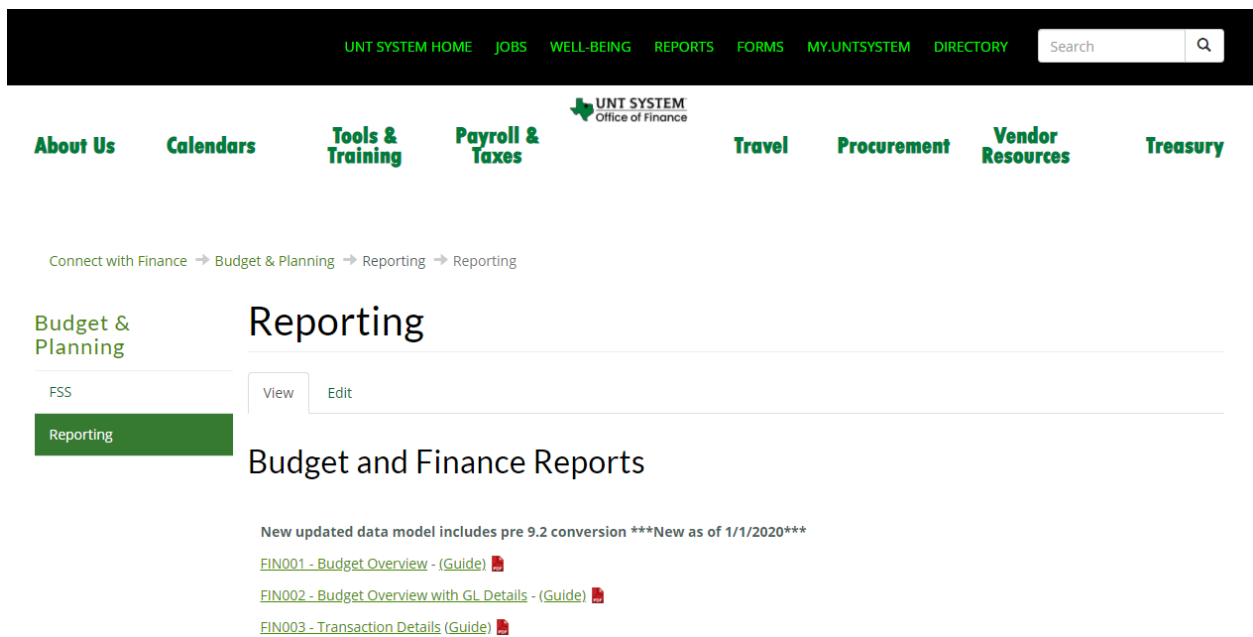 UNT SYSTEM HOME JOBS WELL-BEING REPORTS FORMS MY.UNTSYSTEM DIRECTORY Search
UNT SYSTEM
Office of Finance
About Us Calendars Tools & Training Payroll & Taxes Travel Procurement Vendor Resources Treasury
Connect with Finance Budget & Planning Reporting Reporting
Budget &
Planning
FSS
Reporting
Reporting
View Edit
Budget and Finance Reports
New updated data model includes pre 9.2 conversion ***New as of 1/1/2020***
FIN001 - Budget Overview - (Guide) PDF
FIN002 - Budget Overview with GL Details - (Guide) PDF
FIN003 - Transaction Details (Guide) PDF